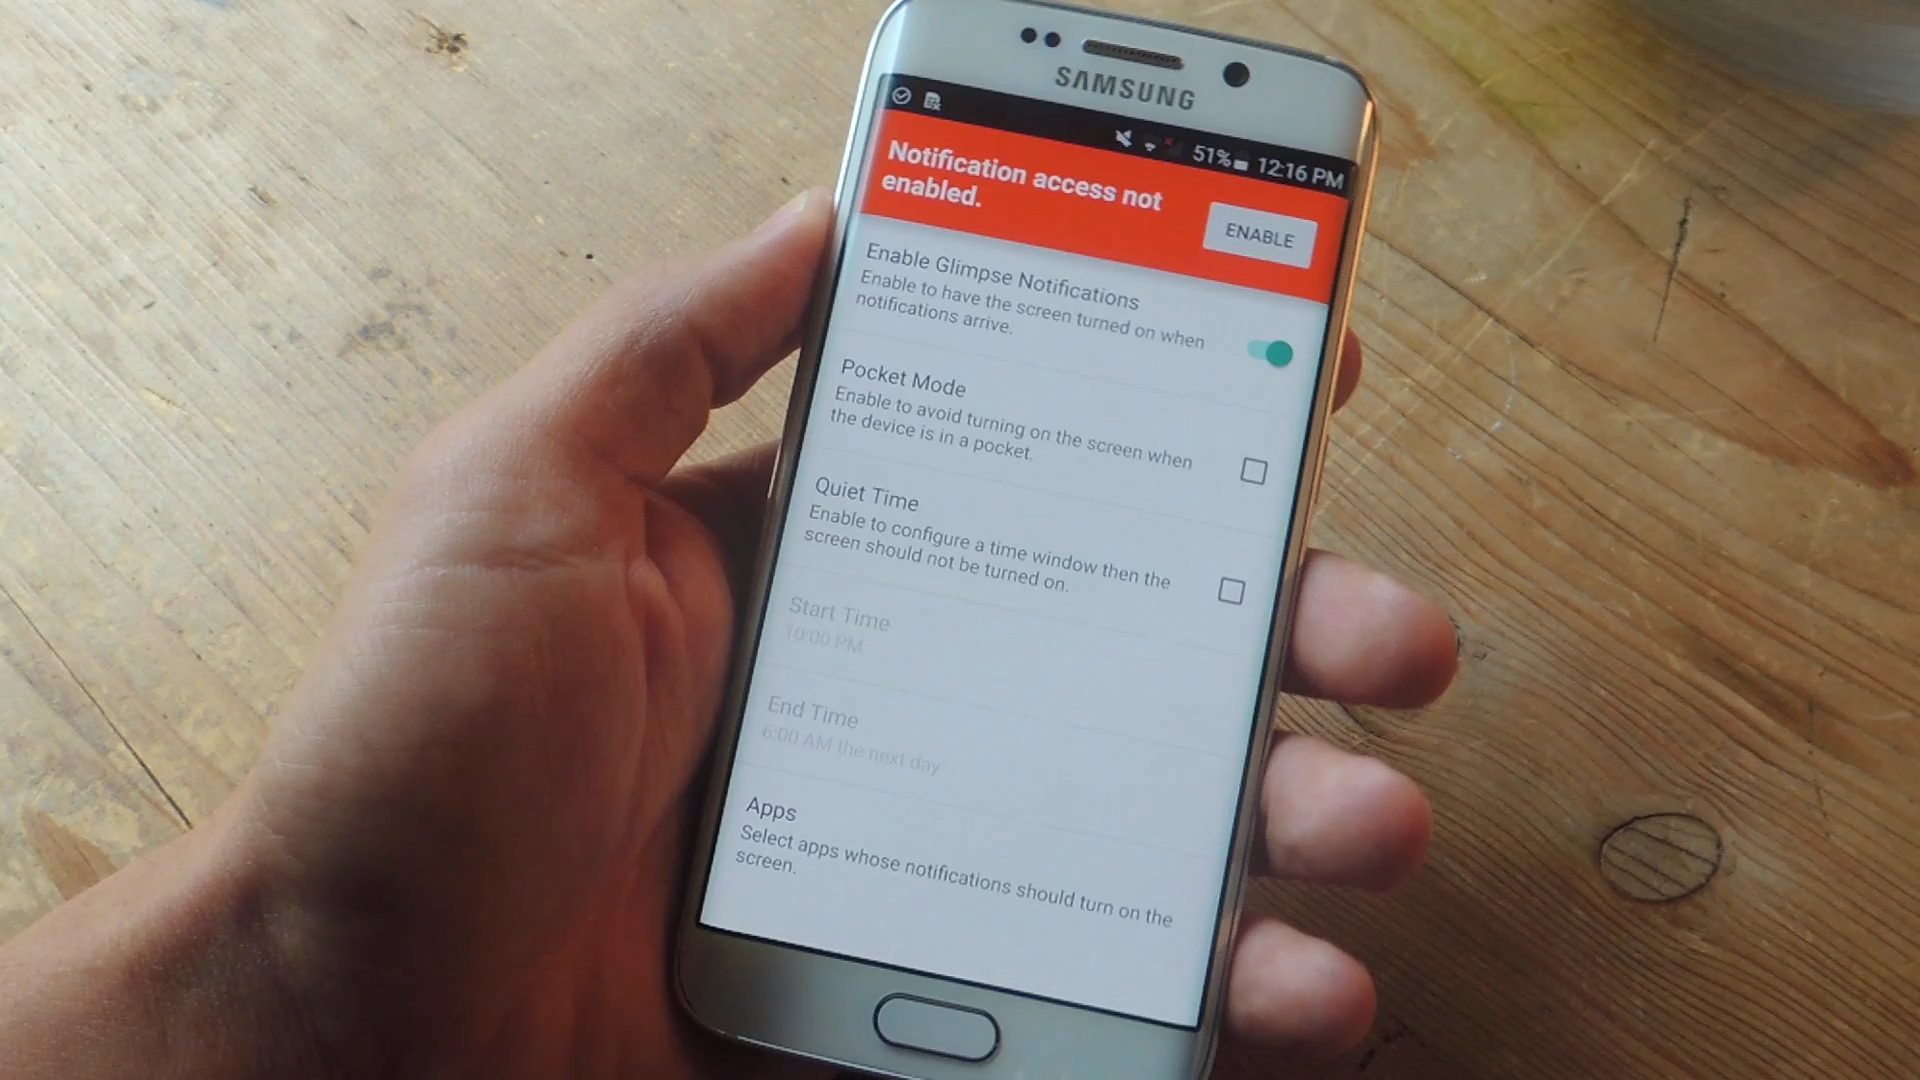 SAMSUNG
51% 12:16 PM
Notification access not
enabled.
ENABLE
Enable Glimpse Notifications
Enable to have the screen turned on when
notifications arrive.
Pocket Mode
Enable to avoid turning on the screen when
the device is in a pocket.
Quiet Time
Enable to configure a time window then the
screen should not be turned on.
Start Time
10:00 PM
End Time
6:00 AM the next day
Apps
Select apps whose notifications should turn on the
screen.